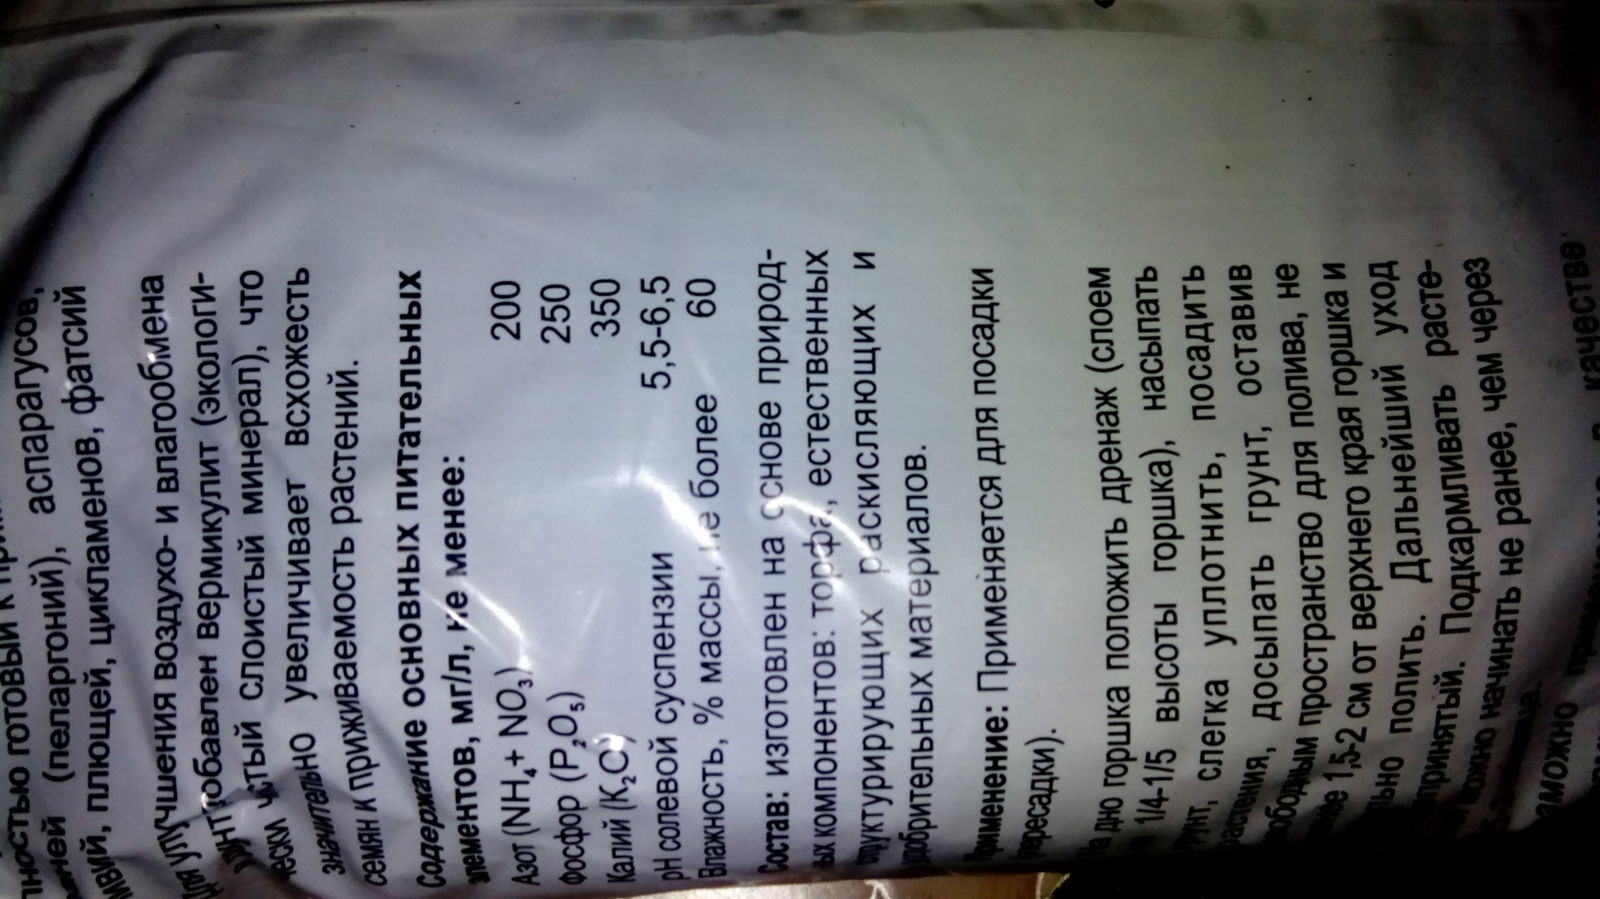 готовый к
(пеларгоний), аспарагусов,
плющей, цикламенов, фатсий
Для улучшения воздухо- и влагообмена
добавлен вермикулит (экологи-
чески чистый слоистый минерал), что
значительно увеличивает всхожесть
семян и приживаемость растений.
Содержание основных питательных
элементов, мг/л, не менее:
Азот (NH₄+ NO₃) 200
Фосфор (P₂O₅) 250
Калий (K₂O) 350
pH солевой суспензии 5,5-6,5
Влажность, % массы, не более 60
Состав: изготовлен на основе природ-
ых компонентов: торфа, естественных
структурирующих раскисляющих и
удобрительных материалов.
Применение: Применяется для посадки
(пересадки).
На дно горшка положить дренаж (слоем
1/4-1/5 высоты горшка), насыпать
грунт, слегка уплотнить, посадить
растения, досыпать грунт, оставив
свободным пространство для полива, не
менее 1,5-2 см от верхнего края горшка и
полить. Дальнейший уход
принятый. Подкармливать расте-
можно начинать не ранее, чем через
качестве